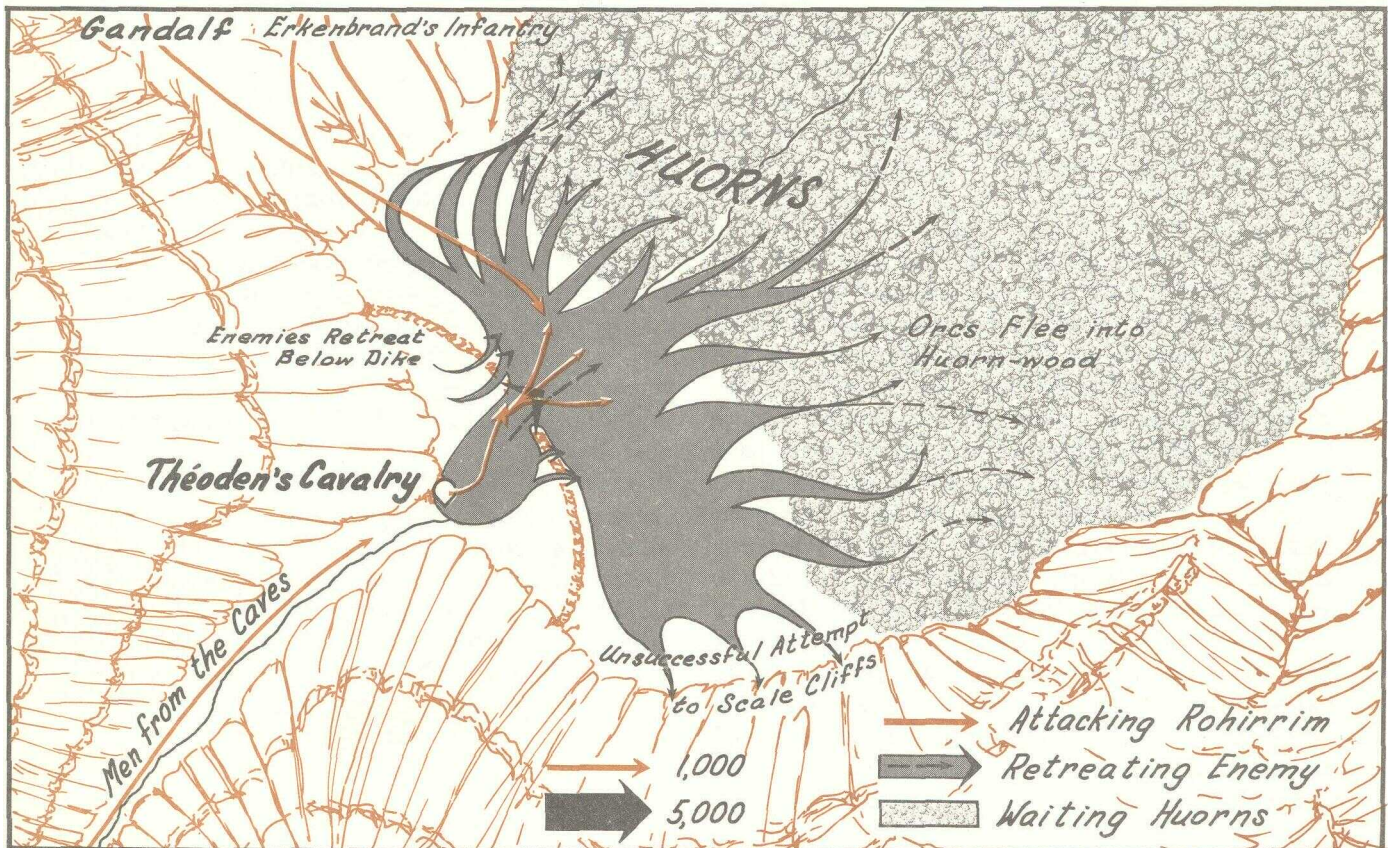 Gandalf
Erkenbrand's Infantry
HUORNS
Enemies Retreat
Below Dike
Orcs Flee into
Huorn-wood
Théoden's Cavalry
Men from the Caves
Unsuccessful Attempt
to Scale Cliffs
1,000
5,000
Attacking Rohirrim
Retreating Enemy
Waiting Huorns